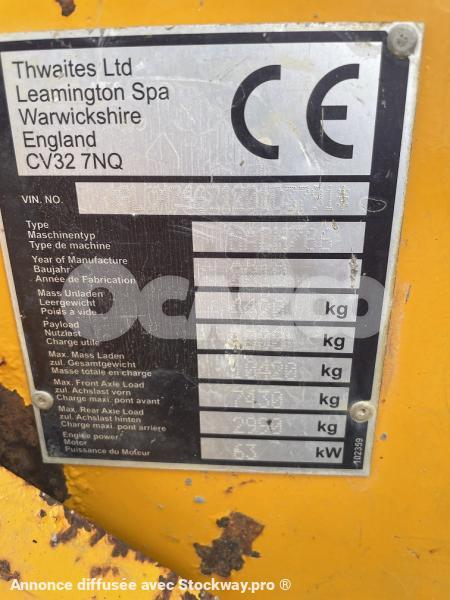 Thwaites Ltd
Leamington Spa
Warwickshire
England
CV32 7NQ
CE
VIN. NO.
Type
Maschinentyp
Type de machine
Year of Manufacture
Baujahr
Année de Fabrication
Mass Unladen
Leergewicht
Poids a vide
kg
Payload
Nutzlast
Charge utile
kg
Max. Mass Laden
zul. Gesamtgewicht
Masse totale en charge
kg
Max. Front Axle Load
zul. Achslast vorn
Charge maxi. pont avant
7430 kg
Max. Rear Axle Load
zul. Achslast hinten
Charge maxi. pont arriére
2990 kg
Engine power
Motor
Puissance du Moteur
63 kW
102359
OCAZOO
Annonce diffusée avec Stockway.pro ®